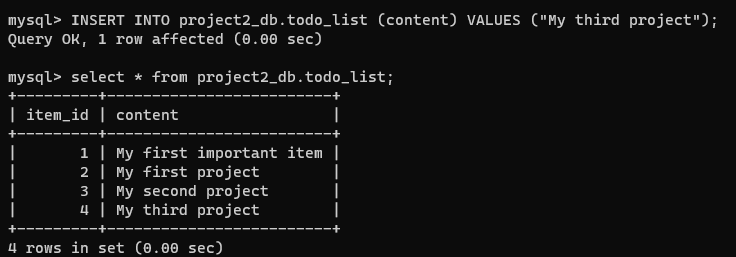 mysql> INSERT INTO project2_db.todo_list (content) VALUES ("My third project");
Query OK, 1 row affected (0.00 sec)
mysql> select * from project2_db.todo_list;
+---------+-------------------------+
| item_id | content                 |
+---------+-------------------------+
|       1 | My first important item |
|       2 | My first project        |
|       3 | My second project       |
|       4 | My third project        |
+---------+-------------------------+
4 rows in set (0.00 sec)